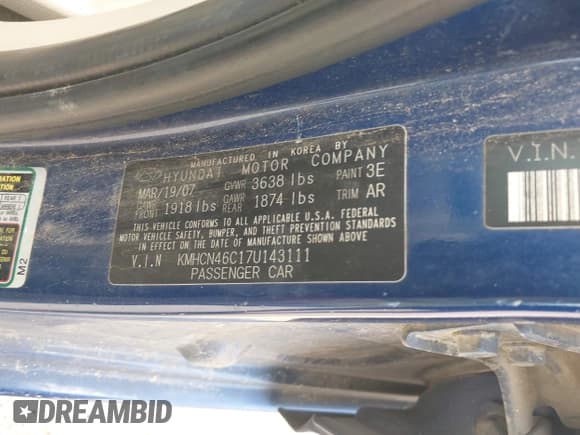 MANUFACTURED IN KOREA BY
HYUNDAI MOTOR COMPANY
MAR/19/07 GVWR 3638 lbs PAINT 3E
GAWR FRONT 1918 lbs GAWR REAR 1874 lbs TRIM AR
THIS VEHICLE CONFORMS TO ALL APPLICABLE U.S.A. FEDERAL
MOTOR VEHICLE SAFETY, BUMPER, AND THEFT PREVENTION STANDARDS
IN EFFECT ON THE DATE OF MANUFACTURE SHOWN ABOVE.
V.I.N KMHCN46C17U143111
PASSENGER CAR
V.I.N.
M2
DREAMBID